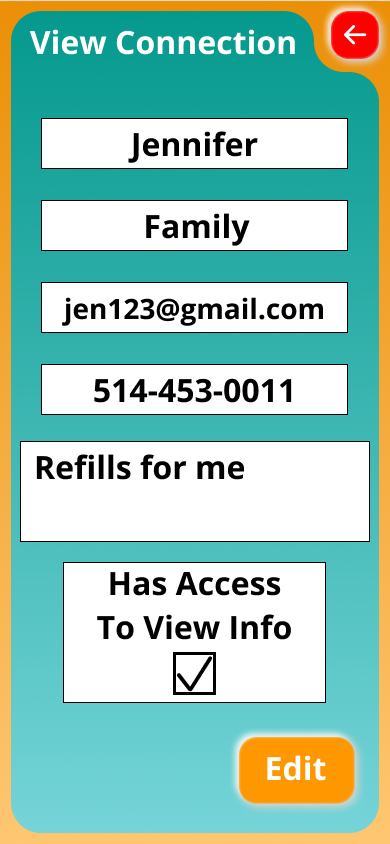 View Connection
Jennifer
Family
jen123@gmail.com
514-453-0011
Refills for me
Has Access
To View Info
Edit